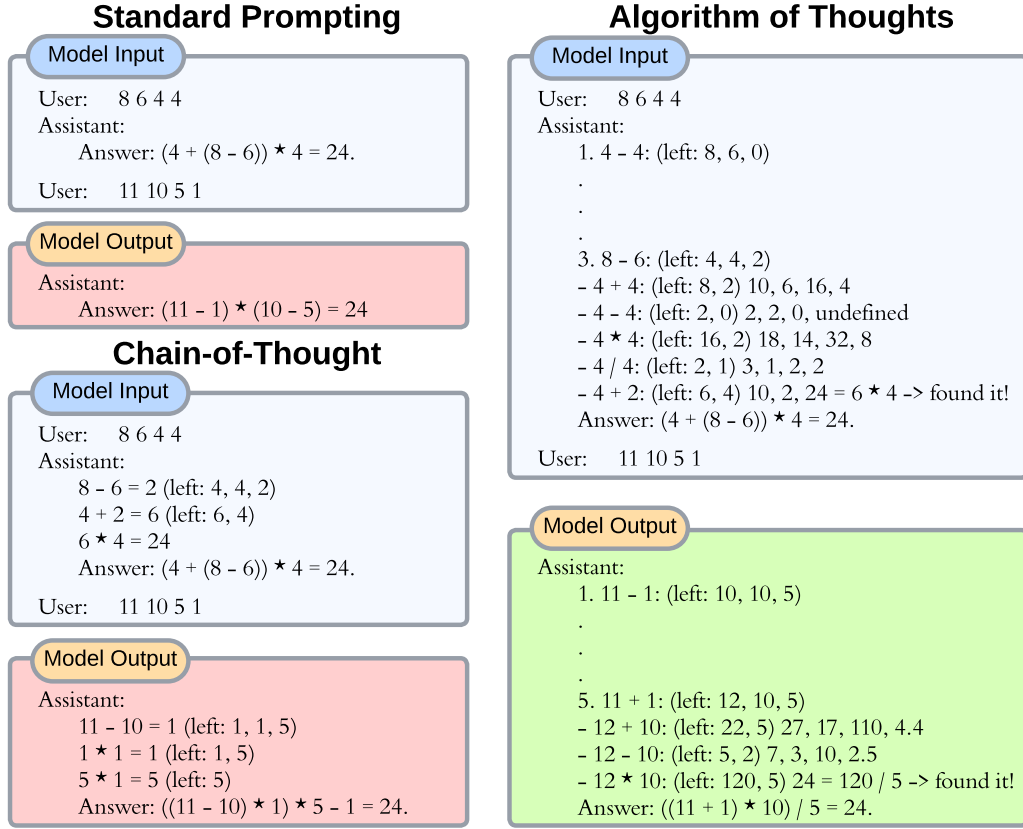 Standard Prompting
Model Input
User: 8 6 4 4
Assistant:
Answer: (4 + (8 - 6)) ★ 4 = 24.
User: 11 10 5 1
Model Output
Assistant:
Answer: (11 - 1) ★ (10 - 5) = 24
Chain-of-Thought
Model Input
User: 8 6 4 4
Assistant:
8 - 6 = 2 (left: 4, 4, 2)
4 + 2 = 6 (left: 6, 4)
6 ★ 4 = 24
Answer: (4 + (8 - 6)) ★ 4 = 24.
User: 11 10 5 1
Model Output
Assistant:
11 - 10 = 1 (left: 1, 1, 5)
1 ★ 1 = 1 (left: 1, 5)
5 ★ 1 = 5 (left: 5)
Answer: ((11 - 10) ★ 1) ★ 5 - 1 = 24.
Algorithm of Thoughts
Model Input
User: 8 6 4 4
Assistant:
1. 4 - 4: (left: 8, 6, 0)
.
.
.
3. 8 - 6: (left: 4, 4, 2)
- 4 + 4: (left: 8, 2) 10, 6, 16, 4
- 4 - 4: (left: 2, 0) 2, 2, 0, undefined
- 4 ★ 4: (left: 16, 2) 18, 14, 32, 8
- 4 / 4: (left: 2, 1) 3, 1, 2, 2
- 4 + 2: (left: 6, 4) 10, 2, 24 = 6 ★ 4 -> found it!
Answer: (4 + (8 - 6)) ★ 4 = 24.
User: 11 10 5 1
Model Output
Assistant:
1. 11 - 1: (left: 10, 10, 5)
.
.
.
5. 11 + 1: (left: 12, 10, 5)
- 12 + 10: (left: 22, 5) 27, 17, 110, 4.4
- 12 - 10: (left: 5, 2) 7, 3, 10, 2.5
- 12 ★ 10: (left: 120, 5) 24 = 120 / 5 -> found it!
Answer: ((11 + 1) ★ 10) / 5 = 24.